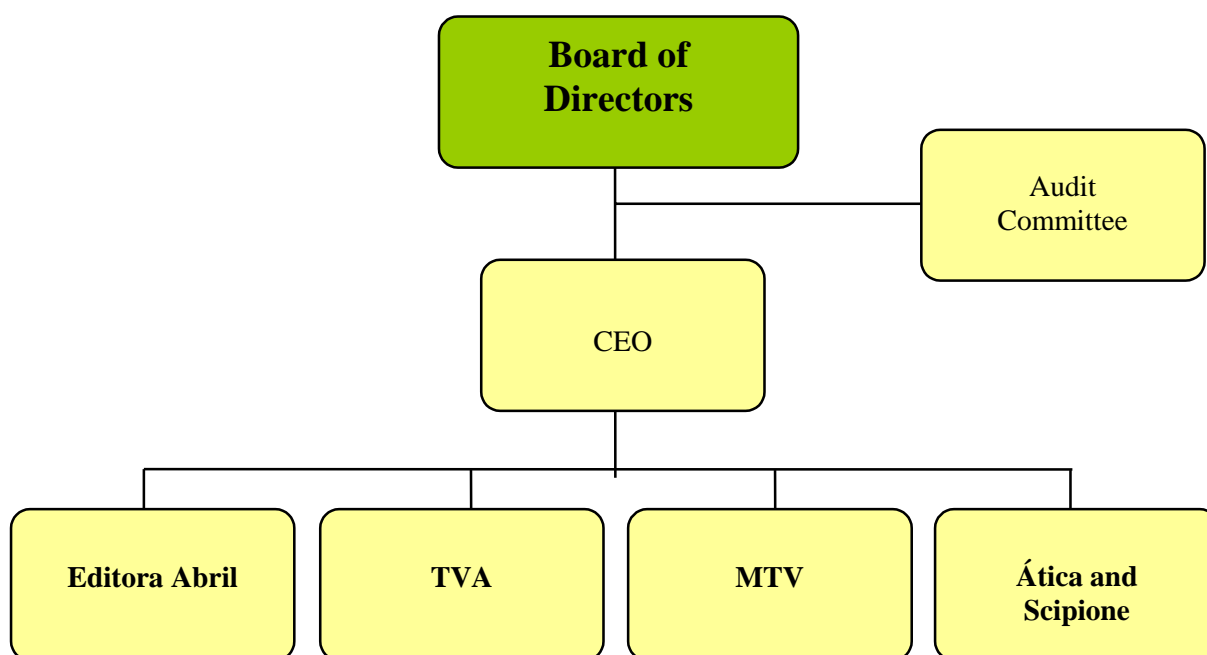 Board of
Directors
Audit
Committee
CEO
Editora Abril
TVA
MTV
Ática and
Scipione